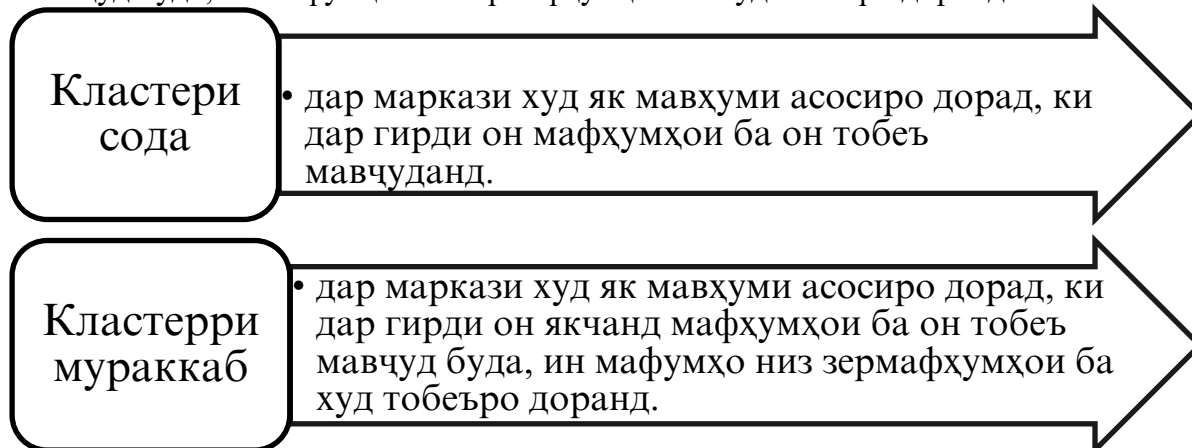 Кластери
сода
• дар маркази худ як мавҳуми асосиро дорад, ки
дар гирди он мафҳумҳои ба он тобеъ
мавҷуданд.
Кластерри
мураккаб
• дар маркази худ як мавҳуми асосиро дорад, ки
дар гирди он якчанд мафҳумҳои ба он тобеъ
мавҷуд буда, ин мафумҳо низ зермафҳумҳои ба
худ тобеъро доранд.